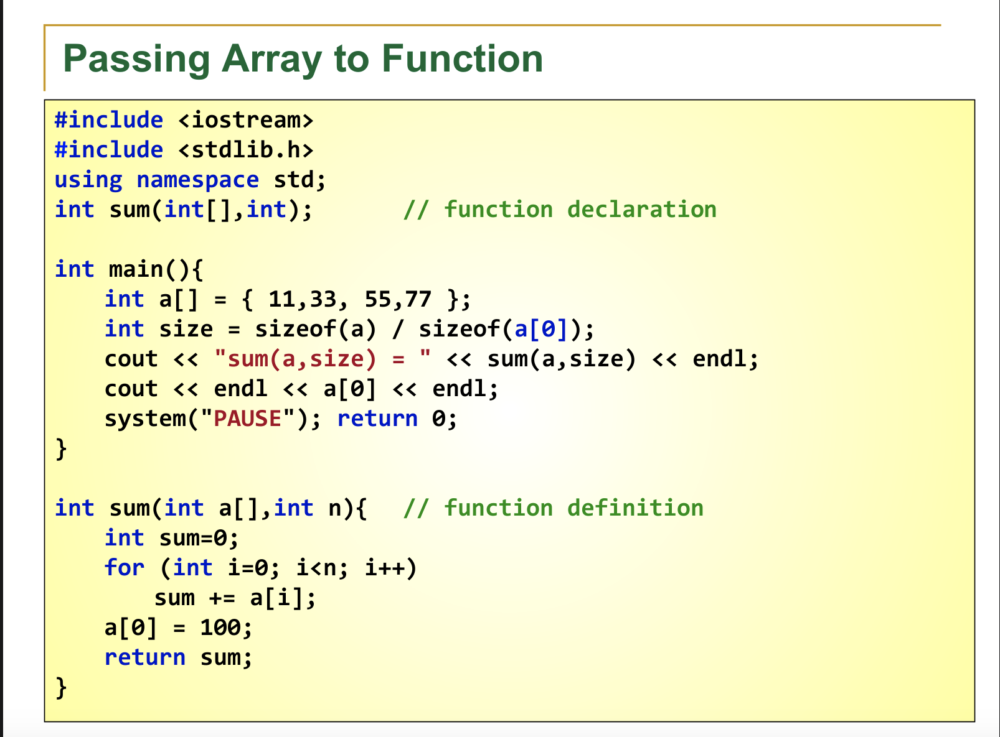 Passing Array to Function
#include <iostream>
#include <stdlib.h>
using namespace std;
int sum(int[],int);      // function declaration
int main(){
int a[] = { 11,33, 55,77 };
int size = sizeof(a) / sizeof(a[0]);
cout << "sum(a,size) = " << sum(a,size) << endl;
cout << endl << a[0] << endl;
system("PAUSE"); return 0;
}
int sum(int a[],int n){  // function definition
int sum=0;
for (int i=0; i<n; i++)
sum += a[i];
a[0] = 100;
return sum;
}